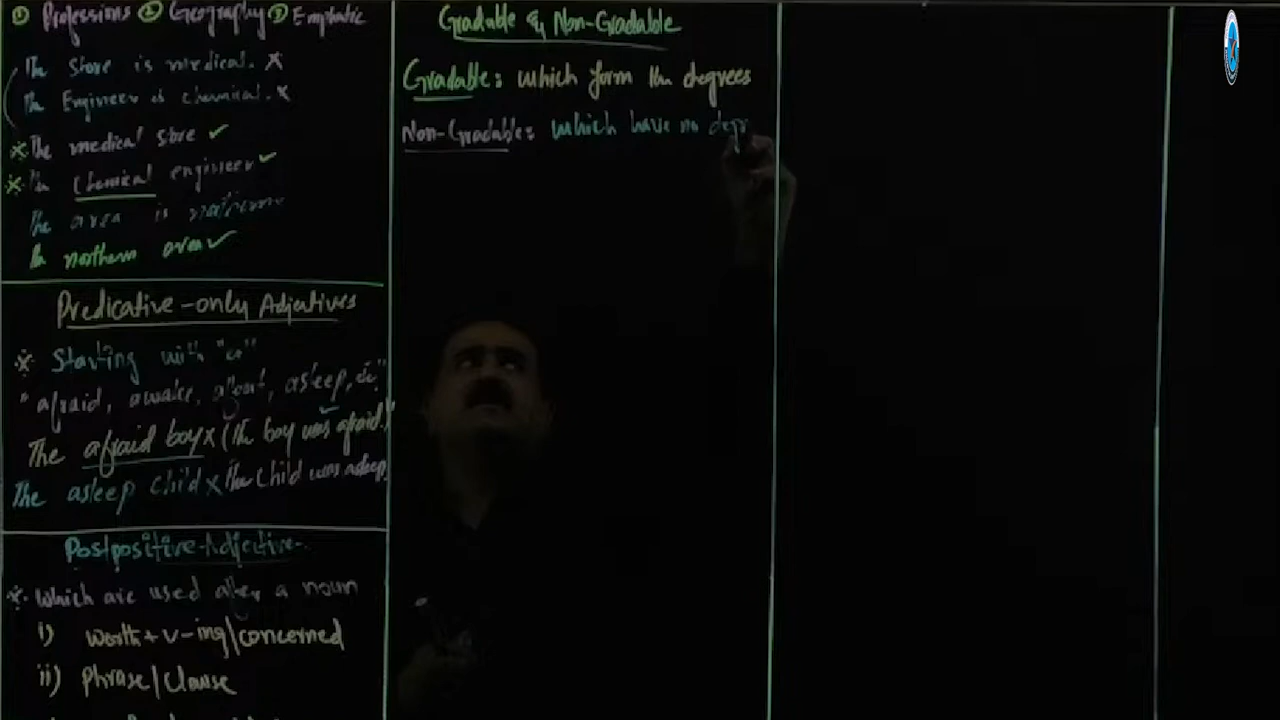 ① Professions ② Geography ③ Emphatic
The Store is medical. ×
The Engineer is chemical. ×
* The medical store ✓
* The Chemical engineer ✓
The area is
The northern area ✓
Predicative-only Adjectives
* Starting with "a"
"afraid, awake, afloat, asleep, etc"
The afraid boy × (The boy was afraid.)
The asleep child × The child was asleep
Postpositive-Adjective-
* Which are used after a noun
i) worth + v-ing/concerned
ii) Phrase/Clause
Gradable & Non-Gradable
Gradable: which form the degrees
Non-Gradable: which have no degr